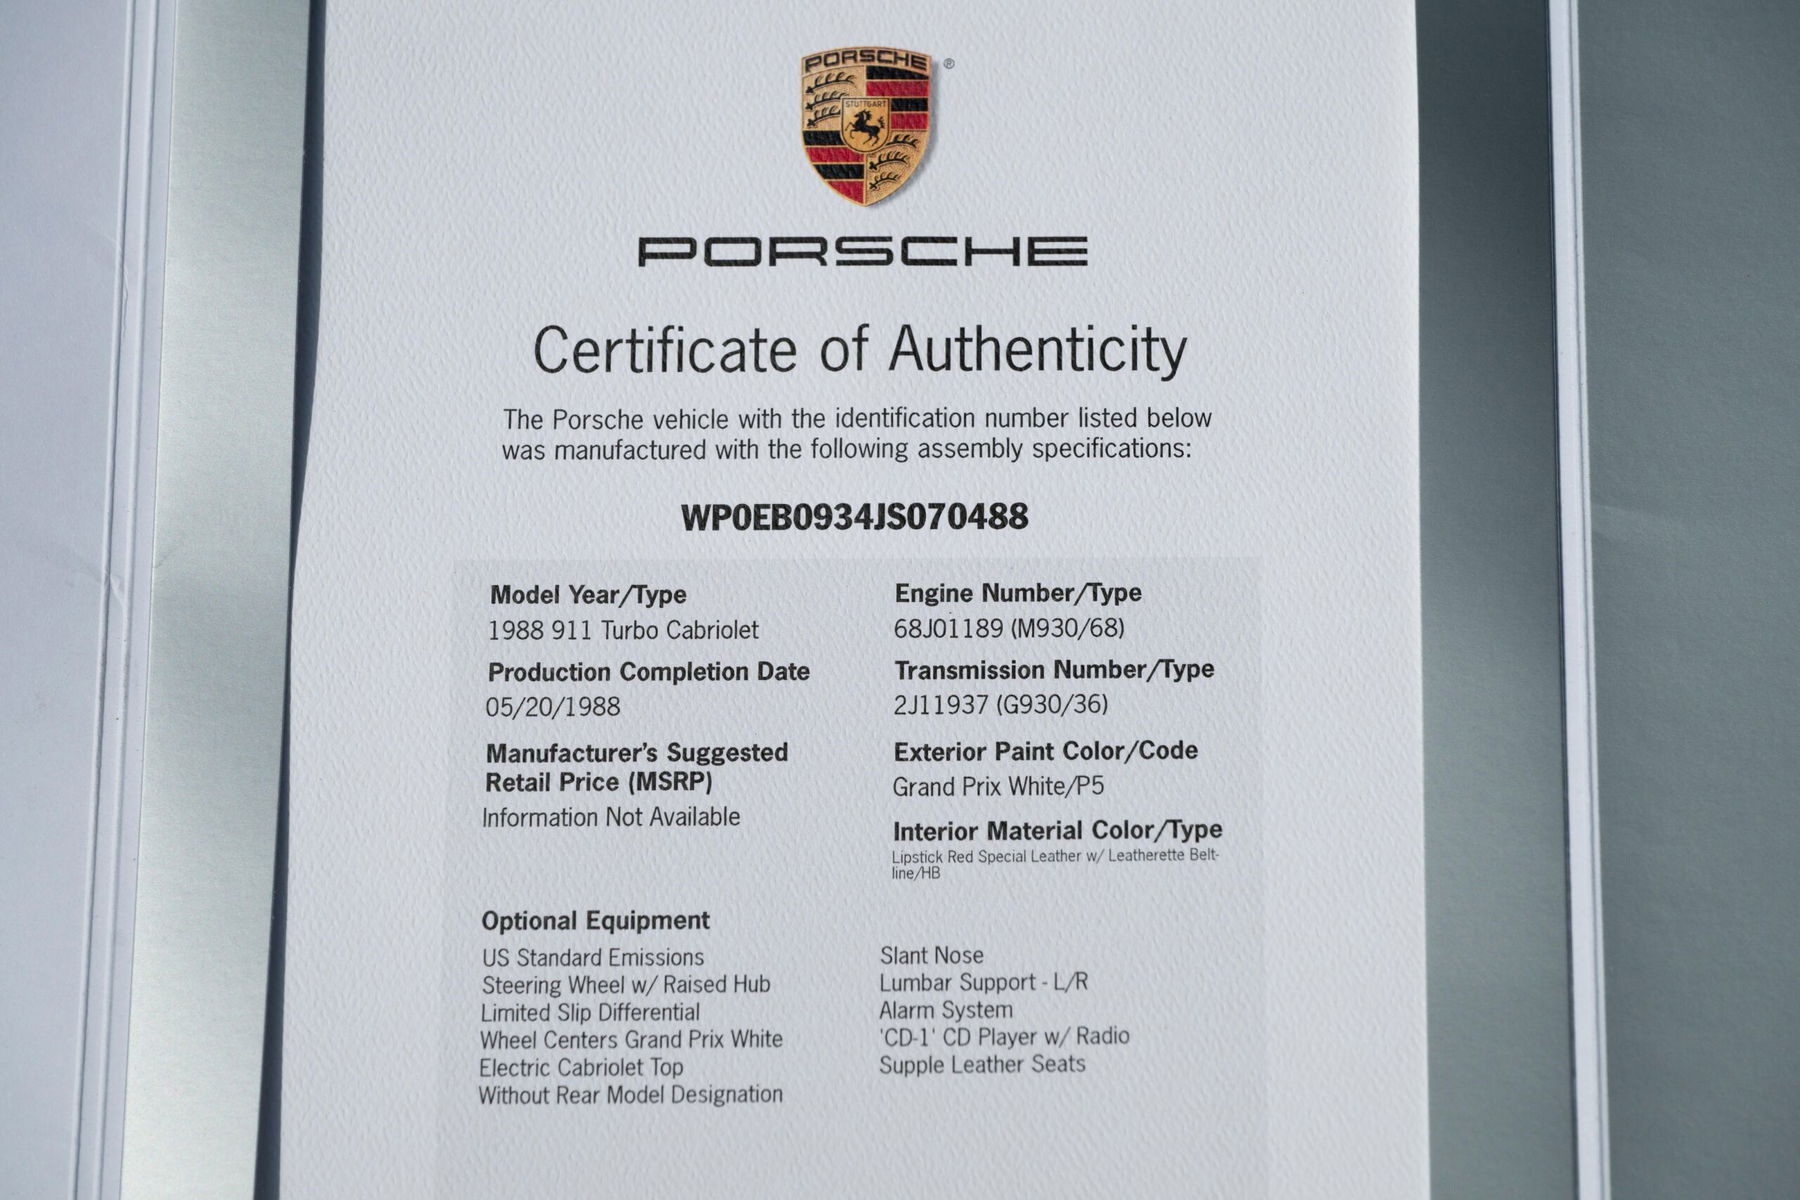 PORSCHE
®
STUTTGART
PORSCHE
Certificate of Authenticity
The Porsche vehicle with the identification number listed below
was manufactured with the following assembly specifications:
WP0EB0934JS070488
Model Year/Type
1988 911 Turbo Cabriolet
Production Completion Date
05/20/1988
Manufacturer's Suggested
Retail Price (MSRP)
Information Not Available
Engine Number/Type
68J01189 (M930/68)
Transmission Number/Type
2J11937 (G930/36)
Exterior Paint Color/Code
Grand Prix White/P5
Interior Material Color/Type
Lipstick Red Special Leather w/ Leatherette Belt-
line/HB
Optional Equipment
US Standard Emissions
Steering Wheel w/ Raised Hub
Limited Slip Differential
Wheel Centers Grand Prix White
Electric Cabriolet Top
Without Rear Model Designation
Slant Nose
Lumbar Support - L/R
Alarm System
'CD-1' CD Player w/ Radio
Supple Leather Seats